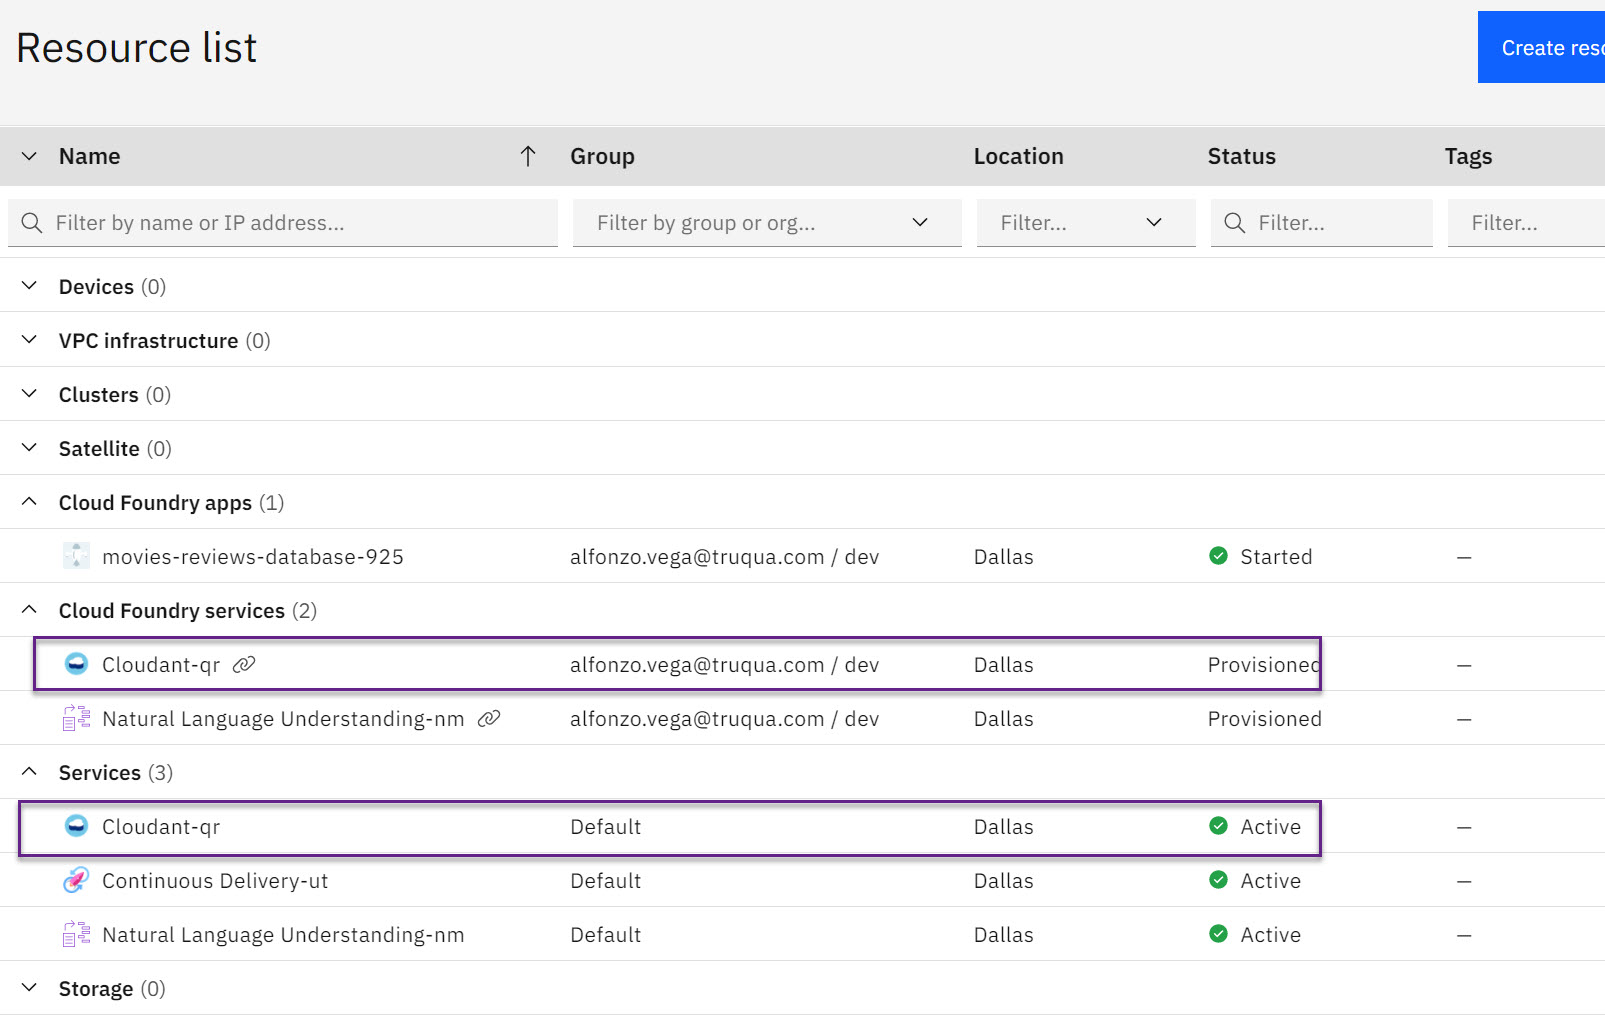 Resource list
Create reso
Name Group Location Status Tags
Filter by name or IP address... Filter by group or org... Filter... Filter... Filter...
Devices (0)
VPC infrastructure (0)
Clusters (0)
Satellite (0)
Cloud Foundry apps (1)
movies-reviews-database-925 alfonzo.vega@truqua.com / dev Dallas Started –
Cloud Foundry services (2)
Cloudant-qr alfonzo.vega@truqua.com / dev Dallas Provisioned –
Natural Language Understanding-nm alfonzo.vega@truqua.com / dev Dallas Provisioned –
Services (3)
Cloudant-qr Default Dallas Active –
Continuous Delivery-ut Default Dallas Active –
Natural Language Understanding-nm Default Dallas Active –
Storage (0)